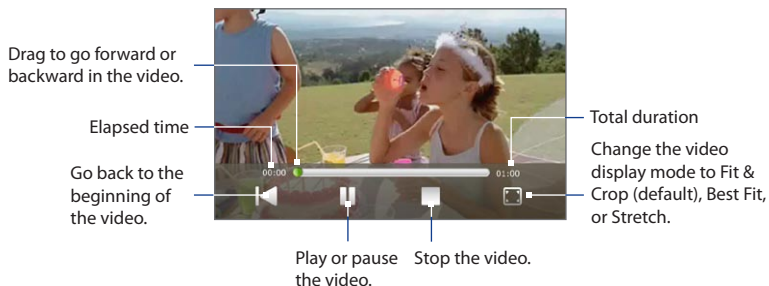 Drag to go forward or
backward in the video.
Elapsed time
Go back to the
beginning of
the video.
00:00
01:00
Total duration
Change the video
display mode to Fit &
Crop (default), Best Fit,
or Stretch.
Play or pause
the video.
Stop the video.